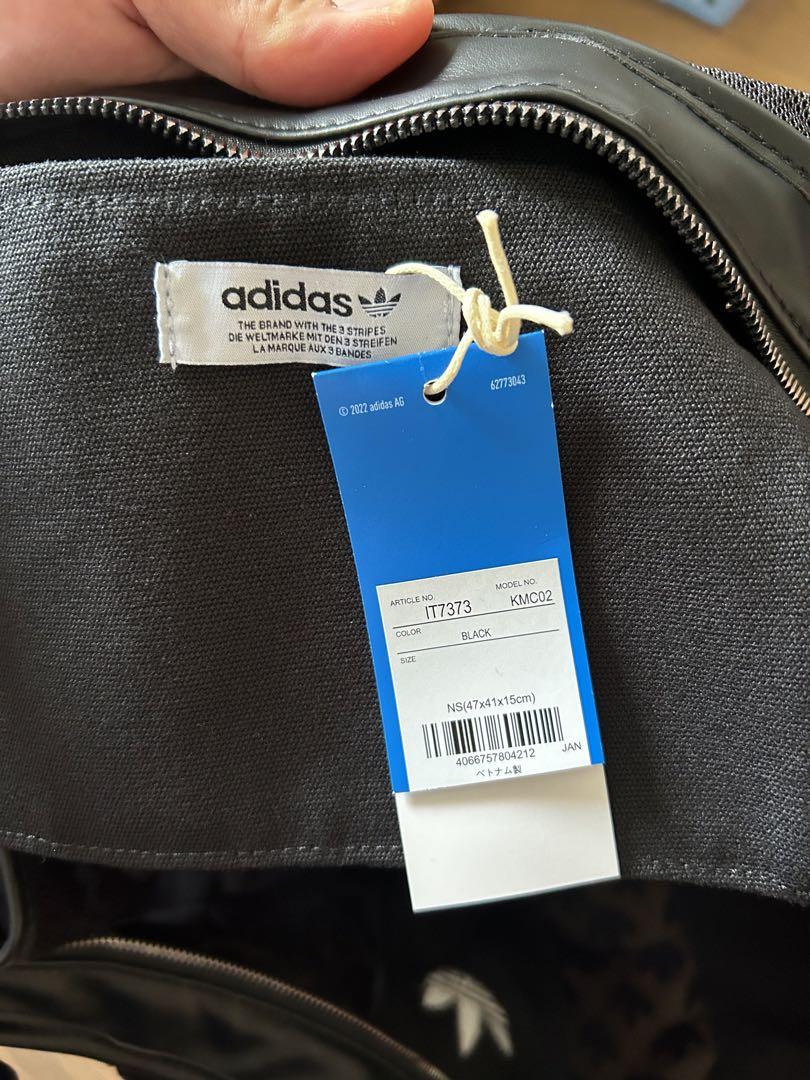 adidas
THE BRAND WITH THE 3 STRIPES
DIE WELTMARKE MIT DEN 3 STREIFEN
LA MARQUE AUX 3 BANDES
© 2022 adidas AG
62773043
ARTICLE NO.
MODEL NO.
IT7373
KMC02
COLOR
BLACK
SIZE
NS(47x41x15cm)
4066757804212
JAN
ベトナム製